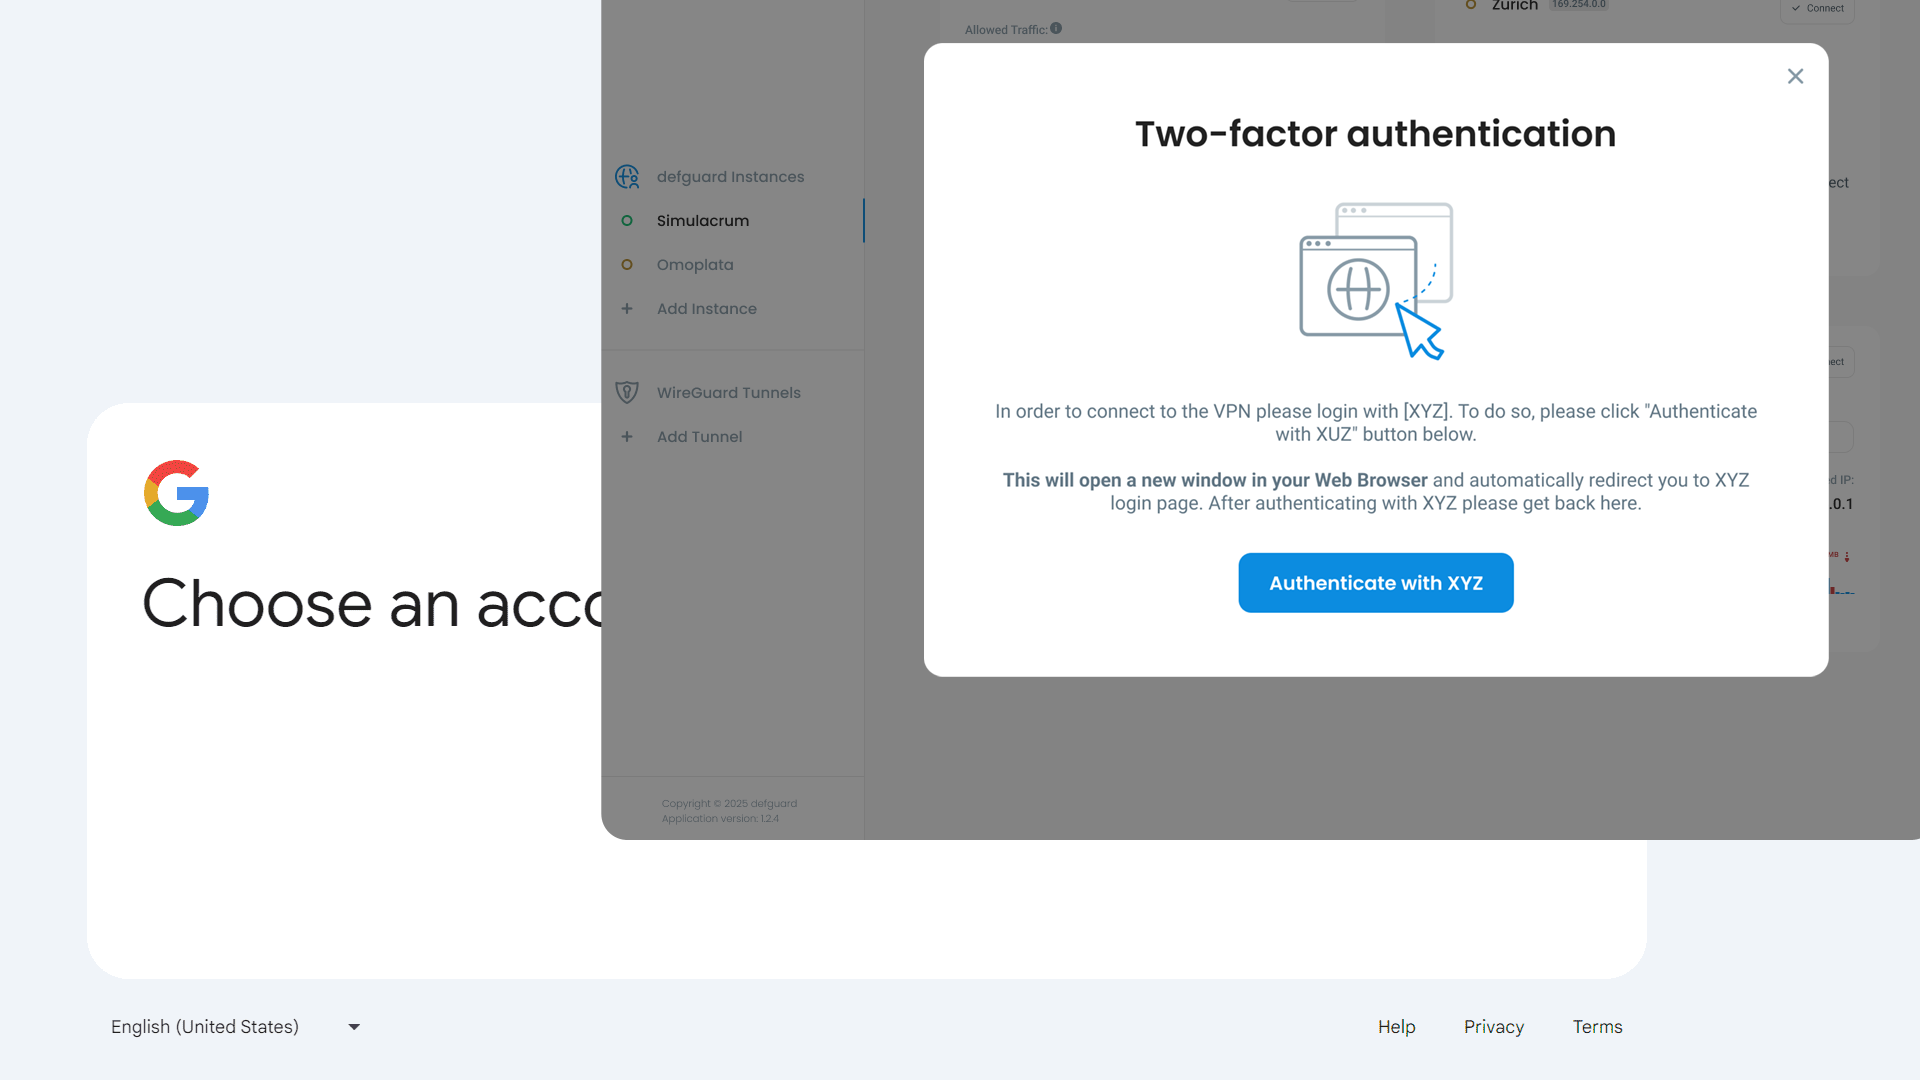 Zurich 169.254.0.0
Connect
Allowed Traffic:
Two-factor authentication
defguard Instances
Simulacrum
Omoplata
Add Instance
WireGuard Tunnels
Add Tunnel
In order to connect to the VPN please login with [XYZ]. To do so, please click "Authenticate
with XUZ" button below.
This will open a new window in your Web Browser and automatically redirect you to XYZ
login page. After authenticating with XYZ please get back here.
Authenticate with XYZ
ect
ect
d IP:
.0.1
MB
Choose an acco
Copyright © 2025 defguard
Application version: 1.2.4
English (United States)
Help Privacy Terms